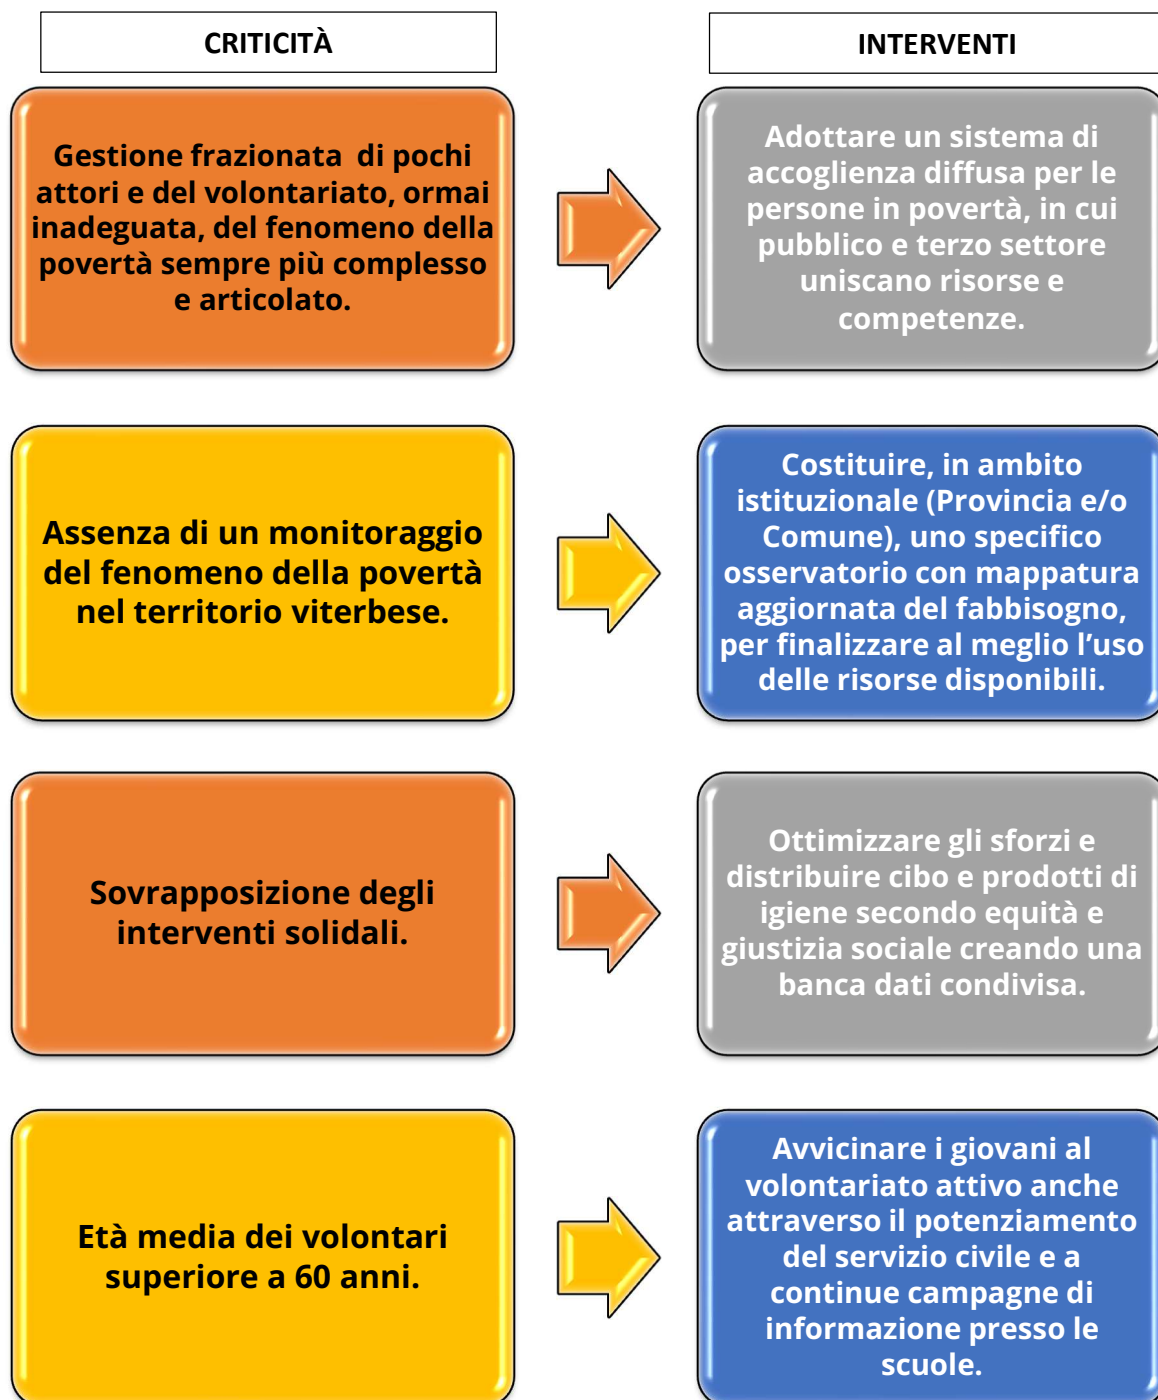 CRITICITÀ
INTERVENTI
Gestione frazionata di pochi
attori e del volontariato, ormai
inadeguata, del fenomeno della
povertà sempre più complesso
e articolato.
Adottare un sistema di
accoglienza diffusa per le
persone in povertà, in cui
pubblico e terzo settore
uniscano risorse e
competenze.
Assenza di un monitoraggio
del fenomeno della povertà
nel territorio viterbese.
Costituire, in ambito
istituzionale (Provincia e/o
Comune), uno specifico
osservatorio con mappatura
aggiornata del fabbisogno,
per finalizzare al meglio l’uso
delle risorse disponibili.
Sovrapposizione degli
interventi solidali.
Ottimizzare gli sforzi e
distribuire cibo e prodotti di
igiene secondo equità e
giustizia sociale creando una
banca dati condivisa.
Età media dei volontari
superiore a 60 anni.
Avvicinare i giovani al
volontariato attivo anche
attraverso il potenziamento
del servizio civile e a
continue campagne di
informazione presso le
scuole.